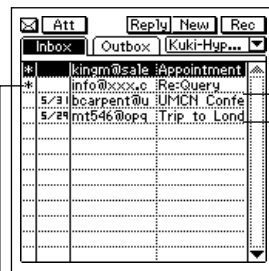 Att Reply New Rec
Inbox Outbox Kuki-Hyp...
* kingm@sale Appointment
* info@xxx.c Re:Query
5/31 bcarpent@u UMCN Confe
5/29 mt546@opq Trip to Lond